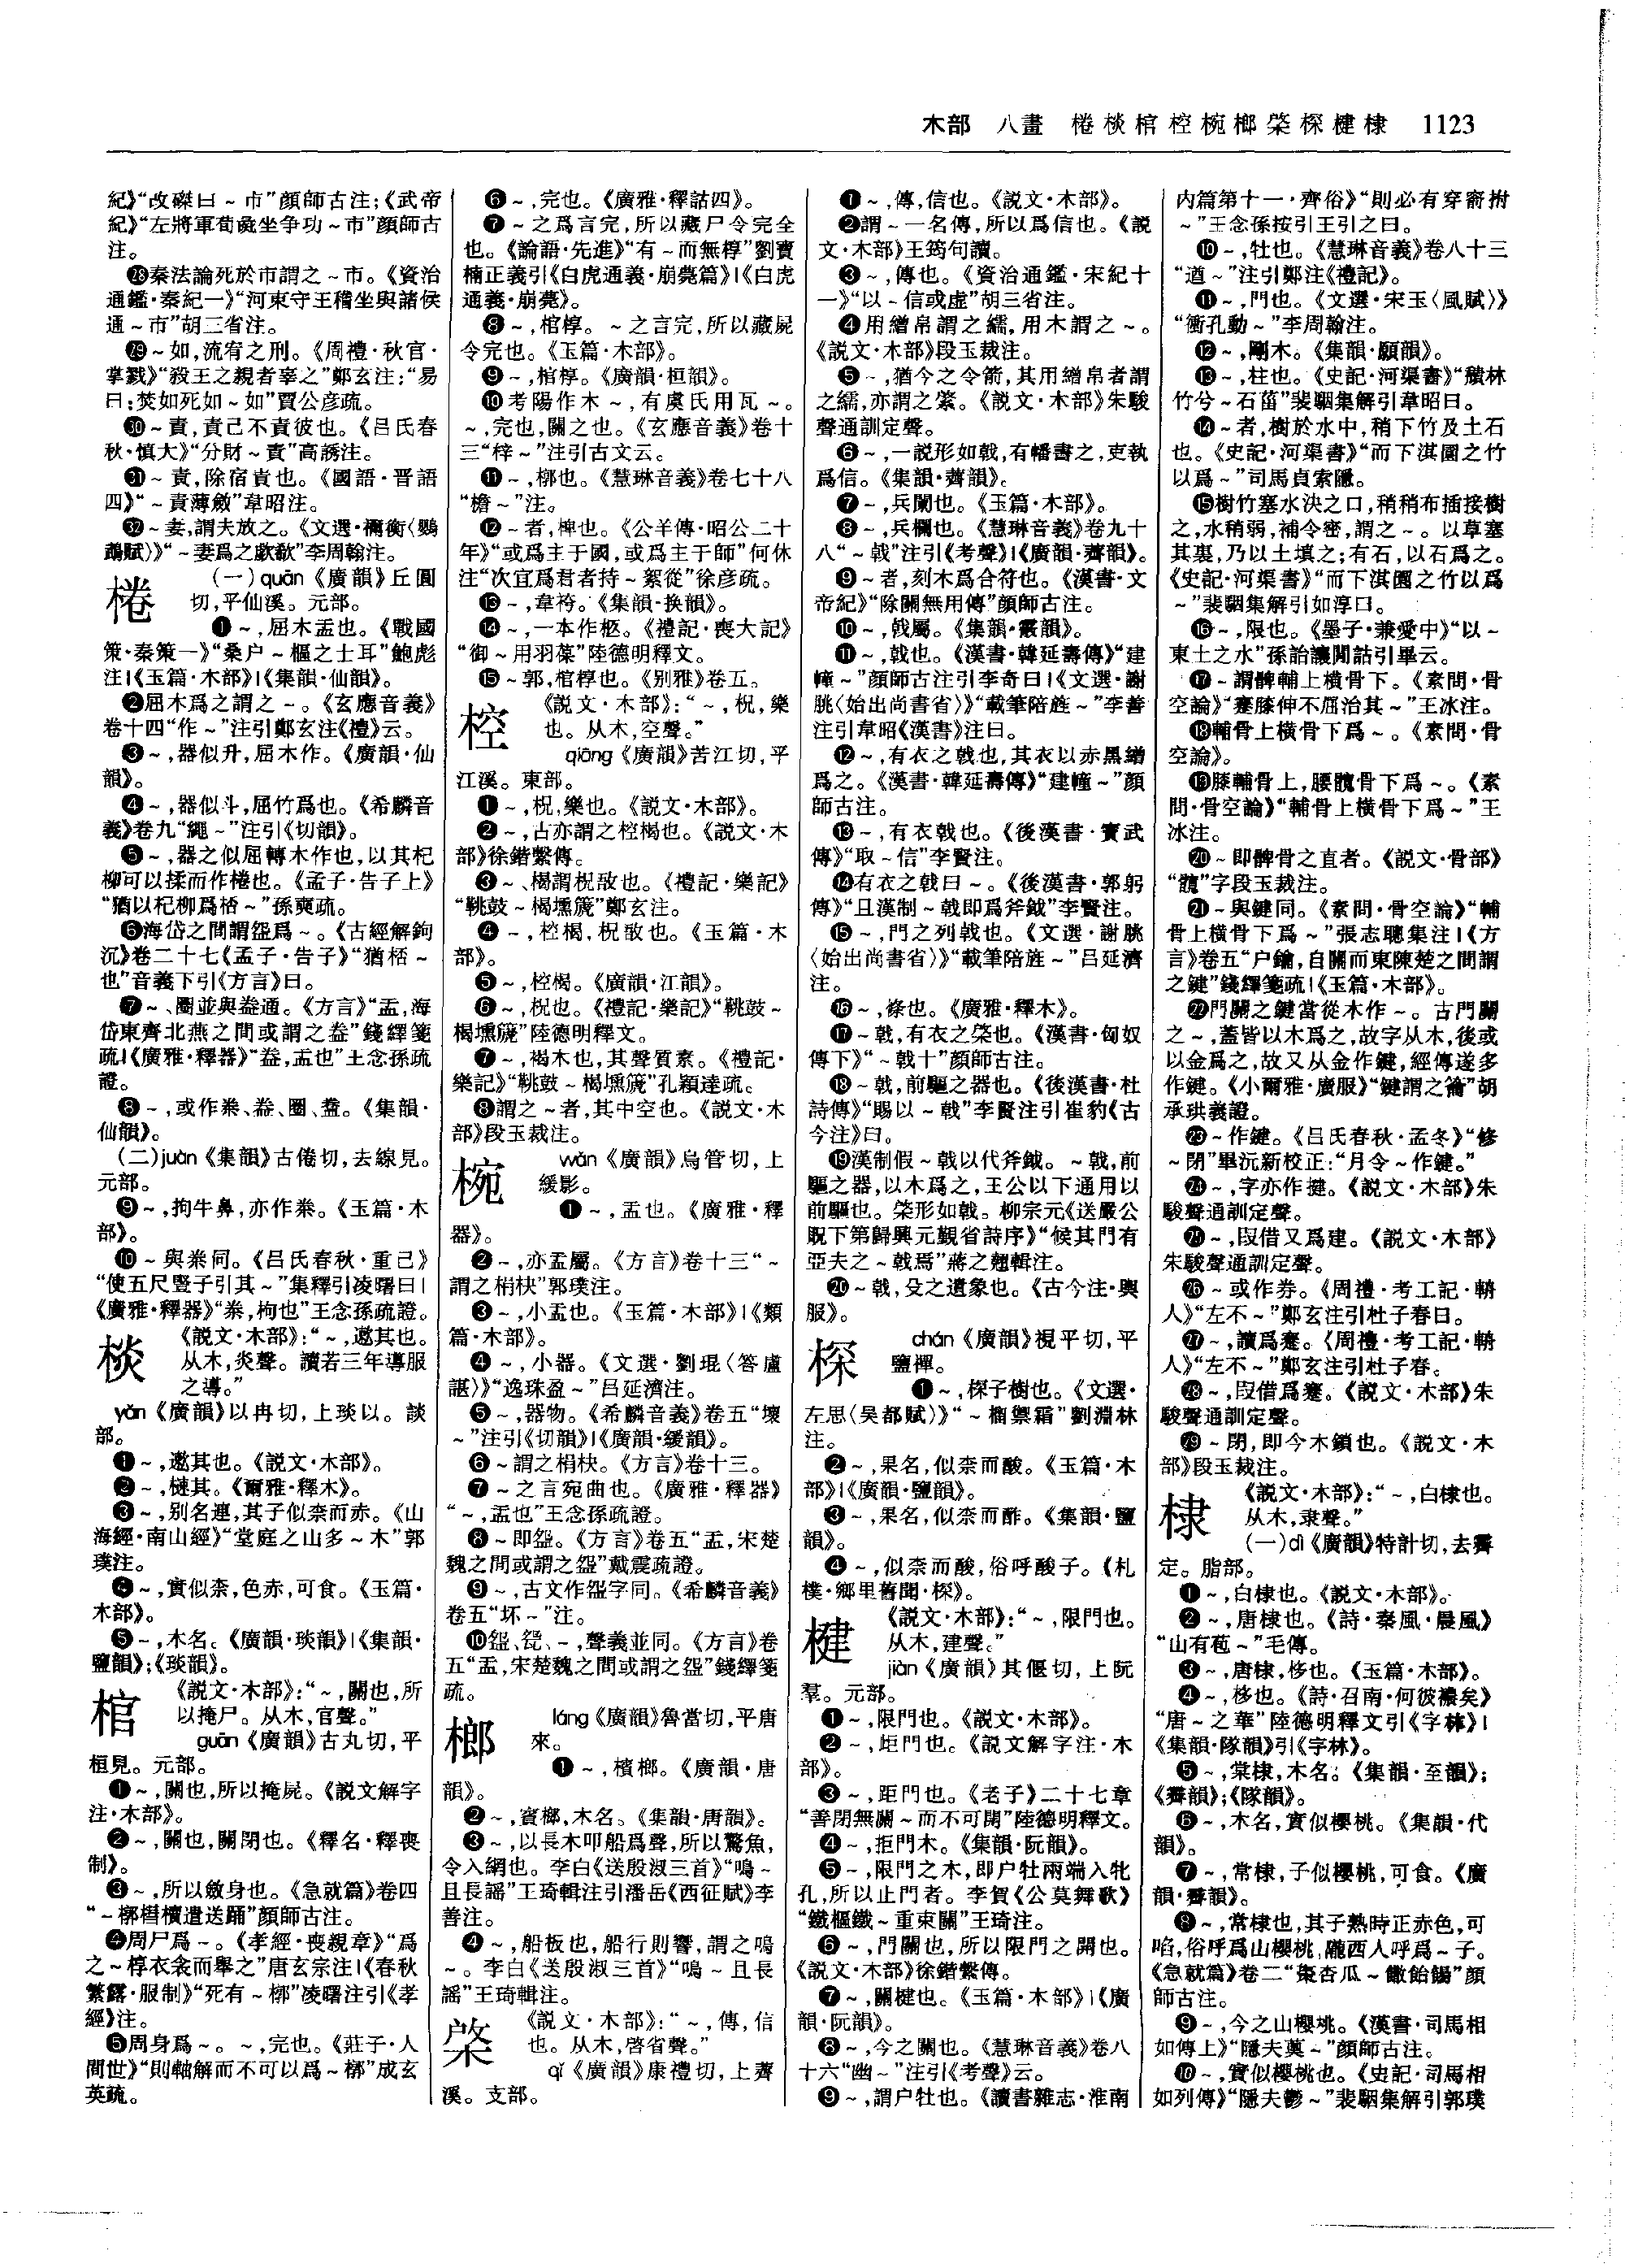 木部 八畫 棬棪棺椌椀榔棨棎楗棣 1123
紀》“改磔曰～市”顔師古注;《武帝
紀》“左將軍荀彘坐争功～市”顔師古
注。
㉘秦法論死於市謂之～市。《資治
通鑑·秦紀一》“河東守王稽坐與諸侯
通～市”胡三省注。
㉙～如,流宥之刑。《周禮·秋官·
掌戮》“殺王之親者辜之”鄭玄注:“易
曰:焚如死如～如”賈公彦疏。
㉚～責,責己不責彼也。《吕氏春
秋·慎大》“分財～責”高誘注。
㉛～責,除宿責也。《國語·晋語
四》“～責薄斂”韋昭注。
㉜～妻,謂夫放之。《文選·禰衡〈鸚
鵡賦〉》“～妻爲之歔欷”李周翰注。
棬
(一)quān《廣韻》丘圓
切,平仙溪。元部。
❶～,屈木盂也。《戰國
策·秦策一》“桑户～樞之士耳”鮑彪
注|《玉篇·木部》|《集韻·仙韻》。
❷屈木爲之謂之～。《玄應音義》
卷十四“作～”注引鄭玄注《禮》云。
❸～,器似升,屈木作。《廣韻·仙
韻》。
❹～,器似斗,屈竹爲也。《希麟音
義》卷九“繩～”注引《切韻》。
❺～,器之似屈轉木作也,以其杞
柳可以揉而作棬也。《孟子·告子上》
“猶以杞柳爲桮～”孫奭疏。
❻海岱之間謂㼝爲～。《古經解鉤
沉》卷二十七《孟子·告子》“猶桮～
也”音義下引《方言》曰。
❼～、圈並與䀠通。《方言》“盂,海
岱東齊北燕之間或謂之䀠”錢繹箋
疏|《廣雅·釋器》“䀠,盂也”王念孫疏
證。
❽～,或作桊、㭈、圈、䀠。《集韻·
仙韻》。
(二)juàn《集韻》古倦切,去線見。
元部。
❾～,拘牛鼻,亦作桊。《玉篇·木
部》。
❿～與桊同。《吕氏春秋·重己》
“使五尺豎子引其～”集釋引凌曙曰|
《廣雅·釋器》“桊,枸也”王念孫疏證。
棪
《説文·木部》:“～,遫其也。
从木,炎聲。讀若三年導服
之導。”
yǎn《廣韻》以冉切,上琰以。談
部。
❶～,遫其也。《説文·木部》。
❷～,槤其。《爾雅·釋木》。
❸～,别名連,其子似柰而赤。《山
海經·南山經》“堂庭之山多～木”郭
璞注。
❹～,實似柰,色赤,可食。《玉篇·
木部》。
❺～,木名。《廣韻·琰韻》|《集韻·
鹽韻》;《琰韻》。
棺
《説文·木部》:“～,關也,所
以掩尸。从木,官聲。”
guān《廣韻》古丸切,平
桓見。元部。
❶～,關也,所以掩屍。《説文解字
注·木部》。
❷～,關也,關閉也。《釋名·釋喪
制》。
❸～,所以斂身也。《急就篇》卷四
“～槨櫘櫝遣送踊”顔師古注。
❹周尸爲～。《孝經·喪親章》“爲
之～椁衣衾而舉之”唐玄宗注|《春秋
繁露·服制》“死有～槨”凌曙注引《孝
經》注。
❺周身爲～。～,完也。《莊子·人
間世》“則軸解而不可以爲～槨”成玄
英疏。
❻～,完也。《廣雅·釋詁四》。
❼～之爲言完,所以藏尸令完全
也。《論語·先進》“有～而無椁”劉寶
楠正義引《白虎通義·崩薨篇》|《白虎
通義·崩薨》。
❽～,棺椁。～之言完,所以藏屍
令完也。《玉篇·木部》。
❾～,棺椁。《廣韻·桓韻》。
❿考陽作木～,有虞氏用瓦～。
～,完也,關之也。《玄應音義》卷十
三“梓～”注引古文云。
⓫～,槨也。《慧琳音義》卷七十八
“檐～”注。
⓬～者,椑也。《公羊傳·昭公二十
年》“或爲主于國,或爲主于師”何休
注“次宜爲君者持～絮從”徐彦疏。
⓭～,韋袴。《集韻·换韻》。
⓮～,一本作柩。《禮記·喪大記》
“御～用羽葆”陸德明釋文。
⓯～郭,棺椁也。《别雅》卷五。
椌
《説文·木部》:“～,柷,樂
也。从木,空聲。”
qiāng《廣韻》苦江切,平
江溪。東部。
❶～,柷,樂也。《説文·木部》。
❷～,古亦謂之椌楬也。《説文·木
部》徐鍇繫傳。
❸～、楬謂柷敔也。《禮記·樂記》
“鞉鼓～楬壎篪”鄭玄注。
❹～,椌楬,柷敔也。《玉篇·木
部》。
❺～,椌楬。《廣韻·江韻》。
❻～,柷也。《禮記·樂記》“鞉鼓～
楬壎篪”陸德明釋文。
❼～,楬木也,其聲質素。《禮記·
樂記》“鞉鼓～楬壎篪”孔穎達疏。
❽謂之～者,其中空也。《説文·木
部》段玉裁注。
椀
wǎn《廣韻》烏管切,上
緩影。
❶～,盂也。《廣雅·釋
器》。
❷～,亦盂屬。《方言》卷十三“～
謂之梋柍”郭璞注。
❸～,小盂也。《玉篇·木部》|《類
篇·木部》。
❹～,小器。《文選·劉琨〈答盧
諶〉》“逸珠盈～”吕延濟注。
❺～,器物。《希麟音義》卷五“壞
～”注引《切韻》|《廣韻·緩韻》。
❻～謂之梋柍。《方言》卷十三。
❼～之言宛曲也。《廣雅·釋器》
“～,盂也”王念孫疏證。
❽～即㿽。《方言》卷五“盂,宋楚
魏之間或謂之㿽”戴震疏證。
❾～,古文作㿽字同。《希麟音義》
卷五“坏～”注。
❿㿽、䀀、～,聲義並同。《方言》卷
五“盂,宋楚魏之間或謂之㿽”錢繹箋
疏。
榔
láng《廣韻》魯當切,平唐
來。
❶～,檳榔。《廣韻·唐
韻》。
❷～,賓榔,木名。《集韻·唐韻》。
❸～,以長木叩船爲聲,所以驚魚,
令入網也。李白《送殷淑三首》“鳴～
且長謡”王琦輯注引潘岳《西征賦》李
善注。
❹～,船板也,船行則響,謂之鳴
～。李白《送殷淑三首》“鳴～且長
謡”王琦輯注。
棨
《説文·木部》:“～,傳,信
也。从木,啓省聲。”
qǐ《廣韻》康禮切,上薺
溪。支部。
❶～,傳,信也。《説文·木部》。
❷謂～一名傳,所以爲信也。《説
文·木部》王筠句讀。
❸～,傳也。《資治通鑑·宋紀十
一》“以～信或虚”胡三省注。
❹用繒帛謂之繻,用木謂之～。
《説文·木部》段玉裁注。
❺～,猶今之令箭,其用繒帛者謂
之繻,亦謂之綮。《説文·木部》朱駿
聲通訓定聲。
❻～,一説形如戟,有幡書之,吏執
爲信。《集韻·薺韻》。
❼～,兵闌也。《玉篇·木部》。
❽～,兵欄也。《慧琳音義》卷九十
八“～戟”注引《考聲》|《廣韻·薺韻》。
❾～者,刻木爲合符也。《漢書·文
帝紀》“除關無用傳”顔師古注。
❿～,戟屬。《集韻·霰韻》。
⓫～,戟也。《漢書·韓延壽傳》“建
幢～”顔師古注引李奇曰|《文選·謝
朓〈始出尚書省〉》“載筆陪旌～”李善
注引韋昭《漢書》注曰。
⓬～,有衣之戟也,其衣以赤黑繒
爲之。《漢書·韓延壽傳》“建幢～”顔
師古注。
⓭～,有衣戟也。《後漢書·竇武
傳》“取～信”李賢注。
⓮有衣之戟曰～。《後漢書·郭躬
傳》“且漢制～戟即爲斧鉞”李賢注。
⓯～,門之列戟也。《文選·謝朓
〈始出尚書省〉》“載筆陪旌～”吕延濟
注。
⓰～,條也。《廣雅·釋木》。
⓱～戟,有衣之棨也。《漢書·匈奴
傳下》“～戟十”顔師古注。
⓲～戟,前驅之器也。《後漢書·杜
詩傳》“賜以～戟”李賢注引崔豹《古
今注》曰。
⓳漢制假～戟以代斧鉞。～戟,前
驅之器,以木爲之,王公以下通用以
前驅也。棨形如戟。柳宗元《送嚴公
貺下第歸興元覲省詩序》“候其門有
亞夫之～戟焉”蔣之翹輯注。
⓴～戟,殳之遺象也。《古今注·輿
服》。
棎
chán《廣韻》視平切,平
鹽禪。
❶～,棎子樹也。《文選·
左思〈吴都賦〉》“～榴禦霜”劉淵林
注。
❷～,果名,似柰而酸。《玉篇·木
部》|《廣韻·鹽韻》。
❸～,果名,似柰而酢。《集韻·鹽
韻》。
❹～,似柰而酸,俗呼酸子。《札
樸·鄉里舊聞·棎》。
楗
《説文·木部》:“～,限門也。
从木,建聲。”
jiàn《廣韻》其偃切,上阮
羣。元部。
❶～,限門也。《説文·木部》。
❷～,歫門也。《説文解字注·木
部》。
❸～,距門也。《老子》二十七章
“善閉無關～而不可開”陸德明釋文。
❹～,拒門木。《集韻·阮韻》。
❺～,限門之木,即户牡兩端入牝
孔,所以止門者。李賀《公莫舞歌》
“鐵樞鐵～重束關”王琦注。
❻～,門關也,所以限門之開也。
《説文·木部》徐鍇繫傳。
❼～,關楗也。《玉篇·木部》|《廣
韻·阮韻》。
❽～,今之關也。《慧琳音義》卷八
十六“幽～”注引《考聲》云。
❾～,謂户牡也。《讀書雜志·淮南
内篇第十一·齊俗》“則必有穿窬拊
～”王念孫按引王引之曰。
❿～,牡也。《慧琳音義》卷八十三
“道～”注引鄭注《禮記》。
⓫～,門也。《文選·宋玉〈風賦〉》
“衝孔動～”李周翰注。
⓬～,剛木。《集韻·願韻》。
⓭～,柱也。《史記·河渠書》“穨林
竹兮～石菑”裴駰集解引韋昭曰。
⓮～者,樹於水中,稍下竹及土石
也。《史記·河渠書》“而下淇園之竹
以爲～”司馬貞索隱。
⓯樹竹塞水決之口,稍稍布插接樹
之,水稍弱,補令密,謂之～。以草塞
其裏,乃以土填之;有石,以石爲之。
《史記·河渠書》“而下淇園之竹以爲
～”裴駰集解引如淳曰。
⓰～,限也。《墨子·兼愛中》“以～
東土之水”孫詒讓閒詁引畢云。
⓱～謂髀輔上横骨下。《素問·骨
空論》“蹇膝伸不屈治其～”王冰注。
⓲輔骨上横骨下爲～。《素問·骨
空論》。
⓳膝輔骨上,腰髖骨下爲～。《素
問·骨空論》“輔骨上横骨下爲～”王
冰注。
⓴～即髀骨之直者。《説文·骨部》
“髖”字段玉裁注。
㉑～與鍵同。《素問·骨空論》“輔
骨上横骨下爲～”張志聰集注|《方
言》卷五“户鑰,自關而東陳楚之間謂
之鍵”錢繹箋疏|《玉篇·木部》。
㉒門關之鍵當從木作～。古門關
之～,蓋皆以木爲之,故字从木,後或
以金爲之,故又从金作鍵,經傳遂多
作鍵。《小爾雅·廣服》“鍵謂之籥”胡
承珙義證。
㉓～作鍵。《吕氏春秋·孟冬》“修
～閉”畢沅新校正:“月令～作鍵。”
㉔～,字亦作揵。《説文·木部》朱
駿聲通訓定聲。
㉕～,叚借又爲建。《説文·木部》
朱駿聲通訓定聲。
㉖～或作券。《周禮·考工記·輈
人》“左不～”鄭玄注引杜子春曰。
㉗～,讀爲蹇。《周禮·考工記·輈
人》“左不～”鄭玄注引杜子春。
㉘～,叚借爲蹇。《説文·木部》朱
駿聲通訓定聲。
㉙～閉,即今木鎖也。《説文·木
部》段玉裁注。
棣
《説文·木部》:“～,白棣也。
从木,隶聲。”
(一)dì《廣韻》特計切,去霽
定。脂部。
❶～,白棣也。《説文·木部》。
❷～,唐棣也。《詩·秦風·晨風》
“山有苞～”毛傳。
❸～,唐棣,栘也。《玉篇·木部》。
❹～,栘也。《詩·召南·何彼襛矣》
“唐～之華”陸德明釋文引《字林》|
《集韻·隊韻》引《字林》。
❺～,棠棣,木名。《集韻·至韻》;
《霽韻》;《隊韻》。
❻～,木名,實似櫻桃。《集韻·代
韻》。
❼～,常棣,子似櫻桃,可食。《廣
韻·霽韻》。
❽～,常棣也,其子熟時正赤色,可
啗,俗呼爲山櫻桃,隴西人呼爲～子。
《急就篇》卷二“棗杏瓜～饊飴餳”顔
師古注。
❾～,今之山櫻桃。《漢書·司馬相
如傳上》“隱夫薁～”顔師古注。
❿～,實似櫻桃也。《史記·司馬相
如列傳》“隱夫鬱～”裴駰集解引郭璞